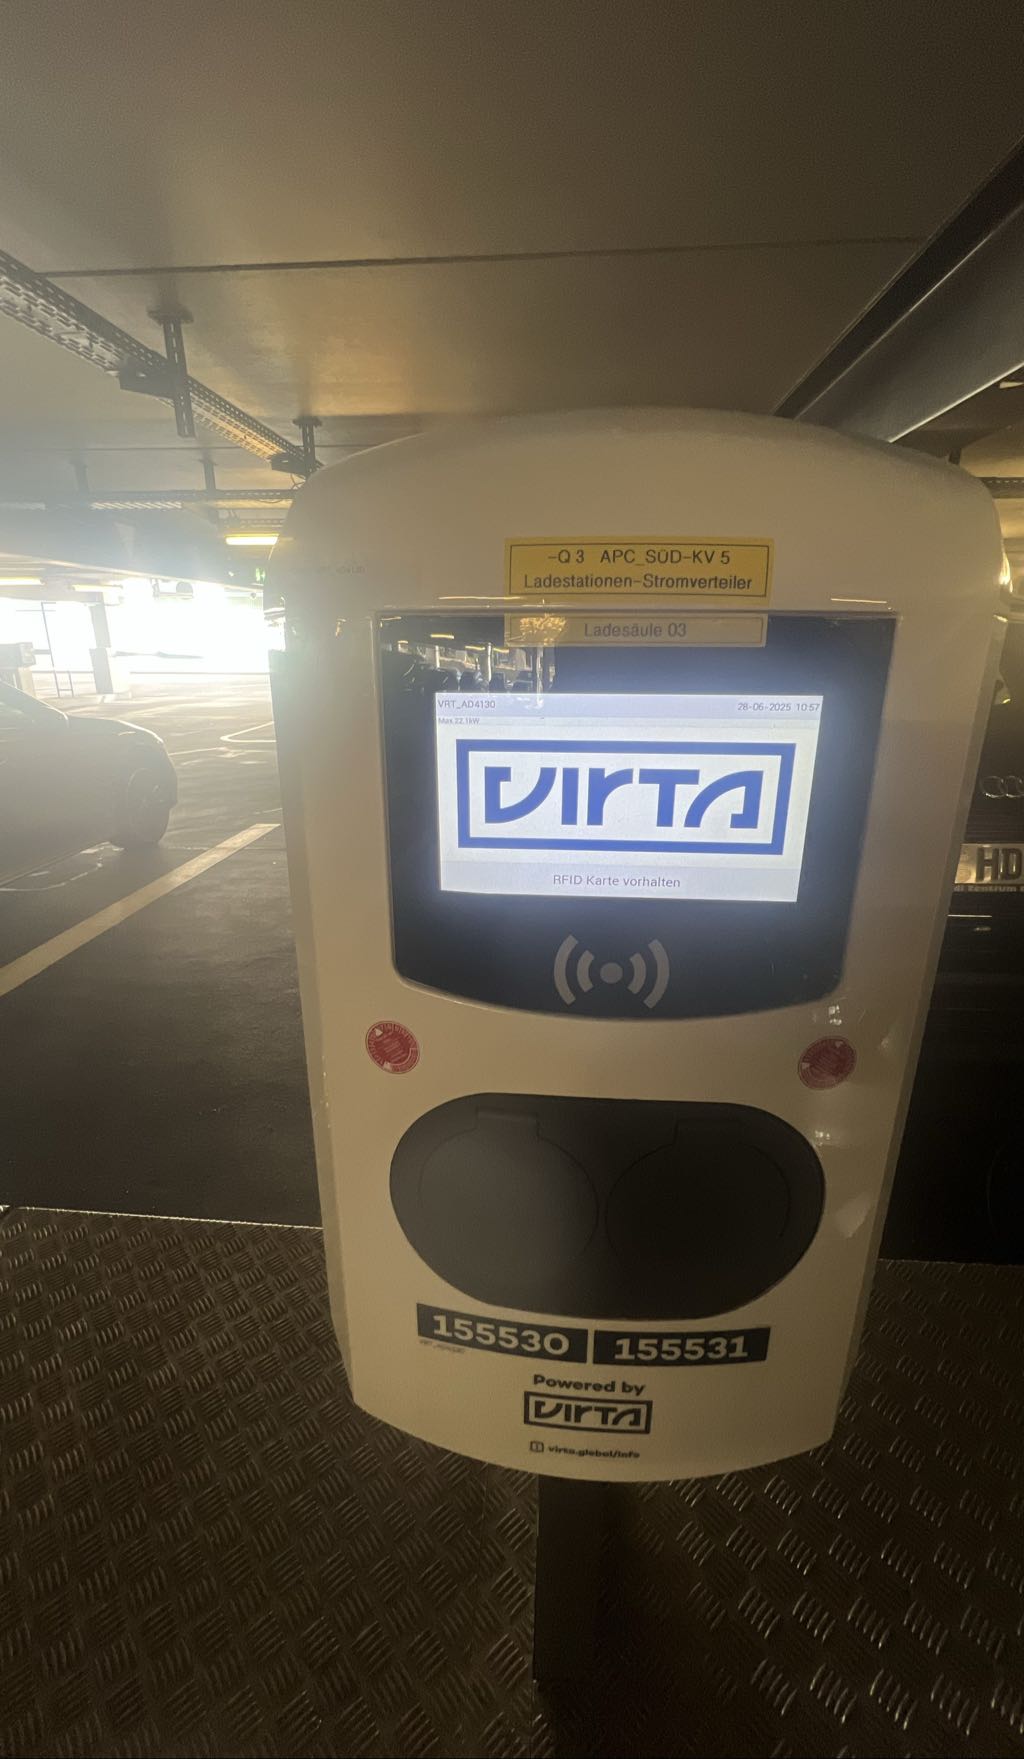 -Q 3 APC_SÜD-KV 5
Ladestationen-Stromverteiler
Ladesäule 03
VRT_AD4130 28-06-2025 10:57
Max 22.1kW
VIRTA
RFID Karte vorhalten
HD
155530 155531
Powered by
VIRTA
virta.global/info